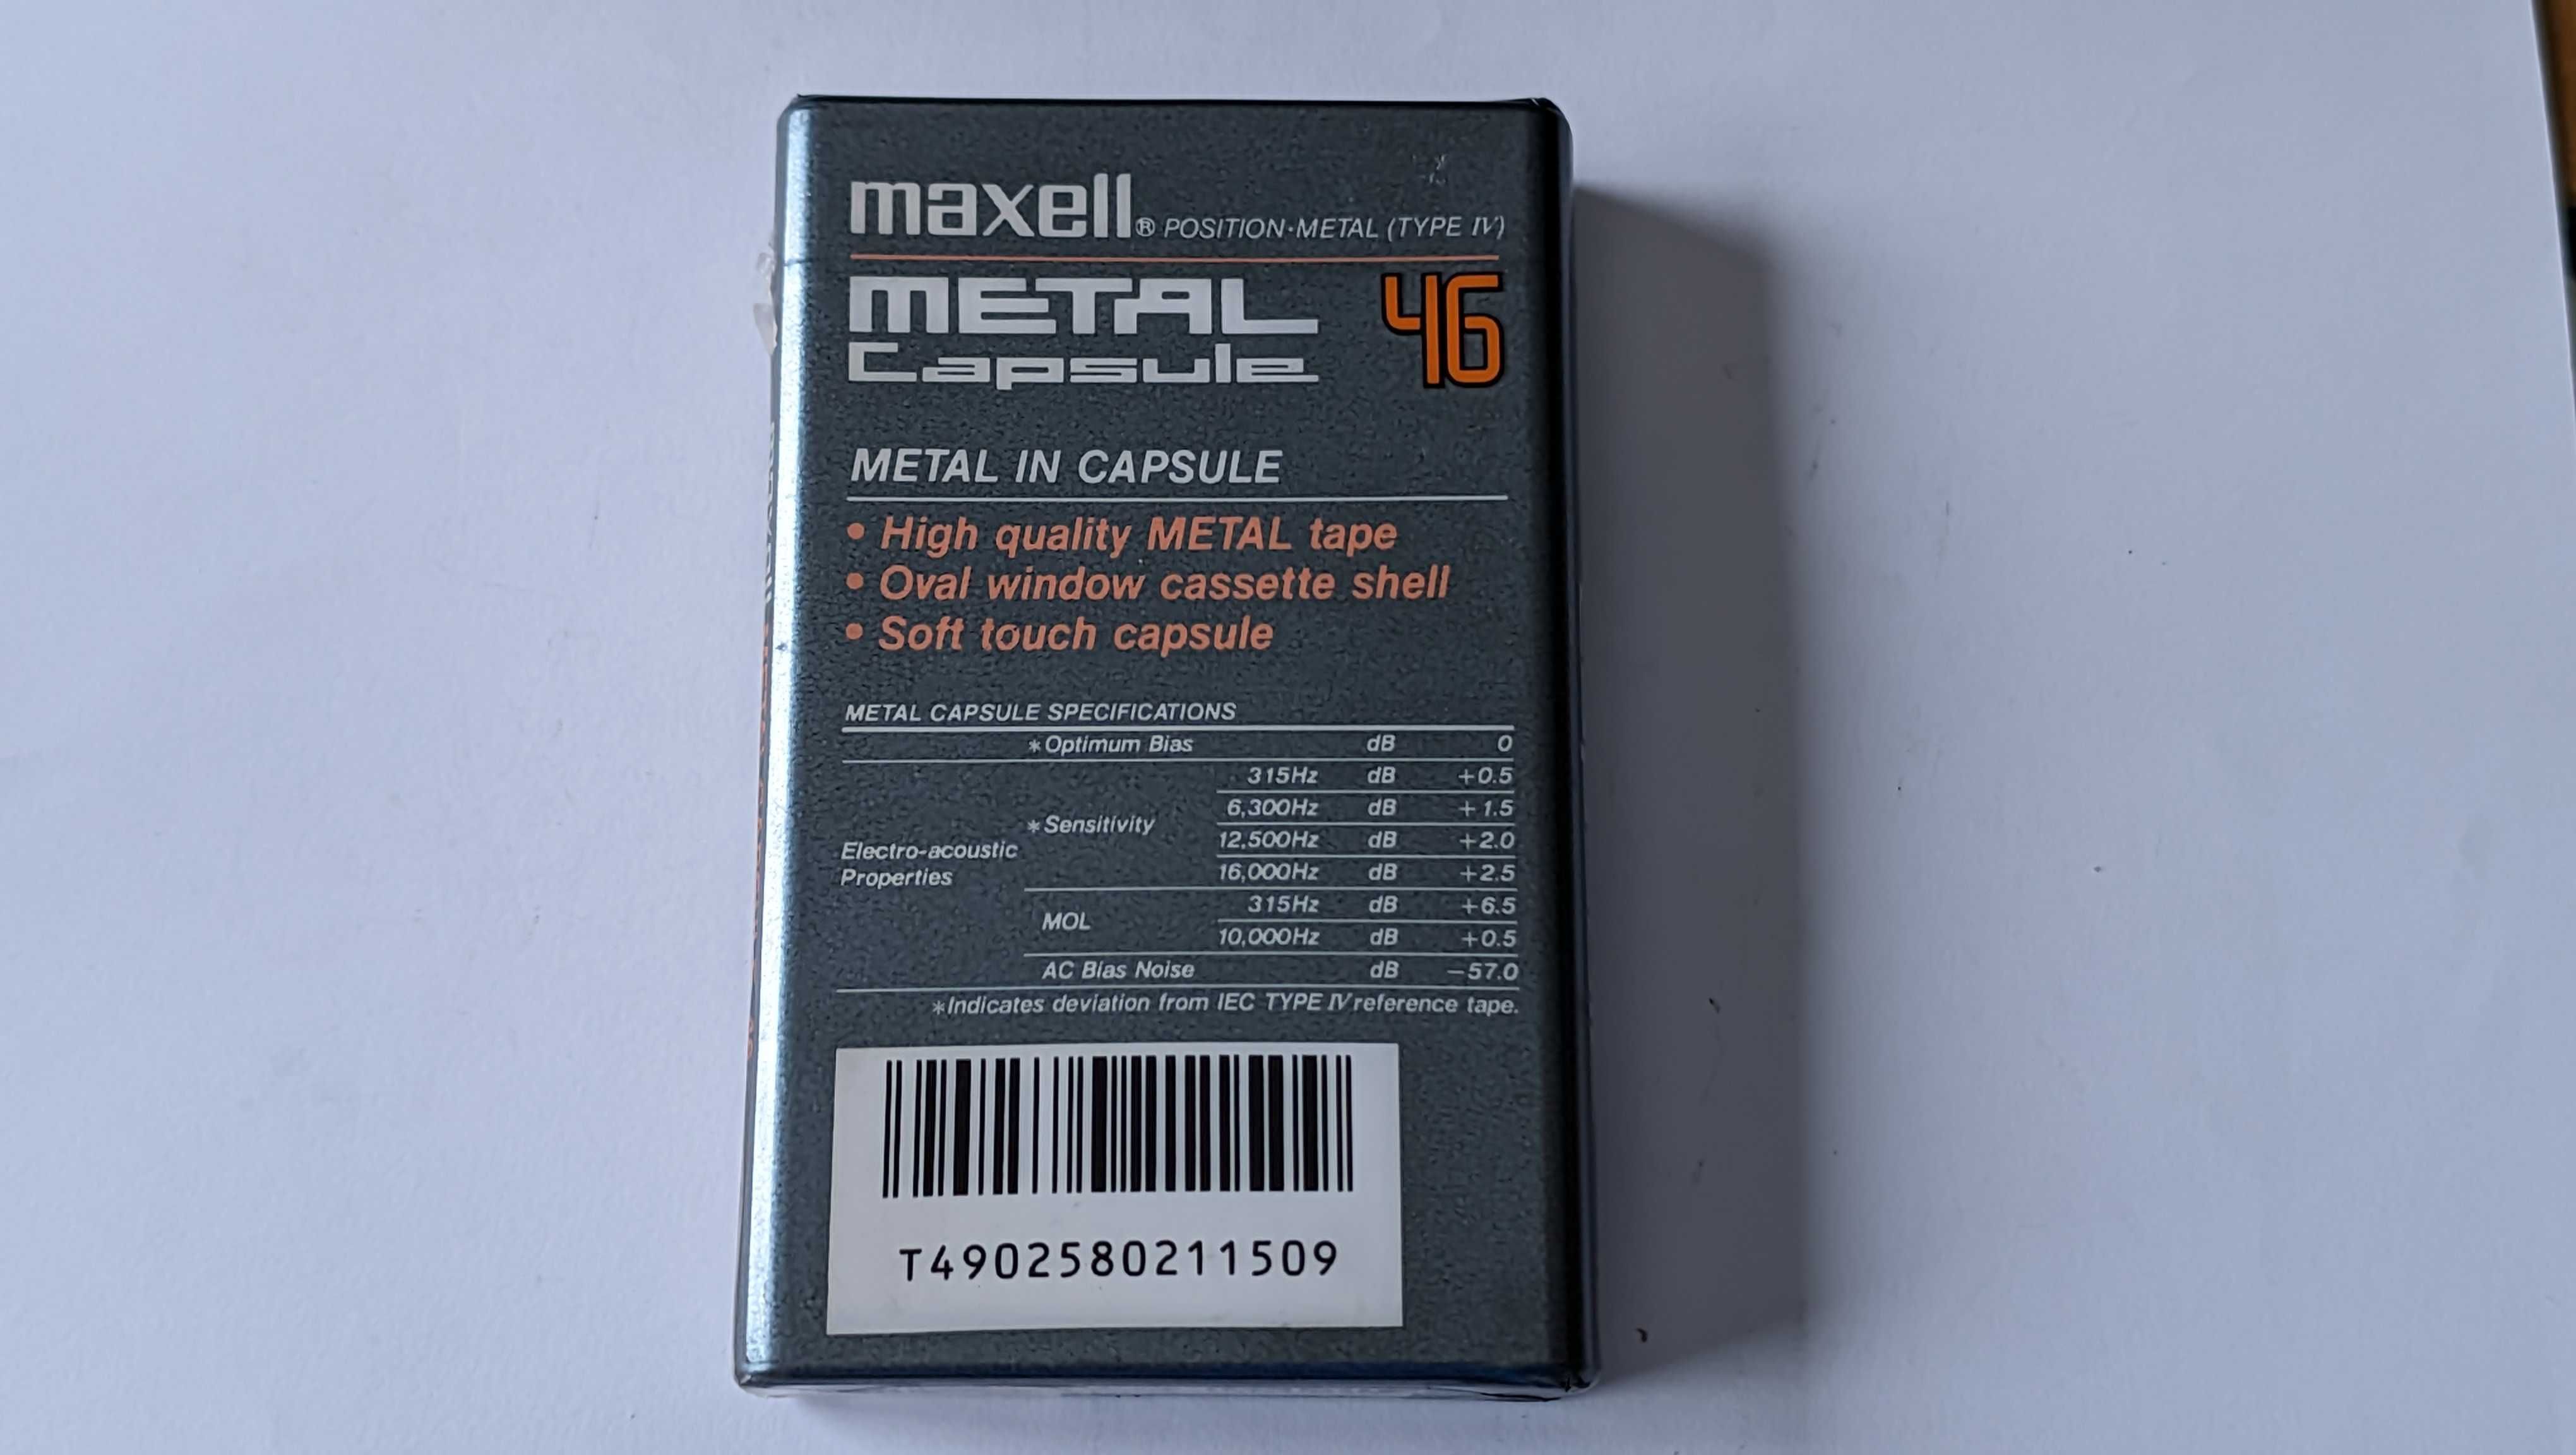 maxell® POSITION·METAL (TYPE IV)
METAL 46
Capsule
METAL IN CAPSULE
• High quality METAL tape
• Oval window cassette shell
• Soft touch capsule
METAL CAPSULE SPECIFICATIONS
*Optimum Bias dB 0
315Hz dB +0.5
6,300Hz dB +1.5
*Sensitivity
12,500Hz dB +2.0
Electro-acoustic
Properties
16,000Hz dB +2.5
315Hz dB +6.5
MOL
10,000Hz dB +0.5
AC Bias Noise dB −57.0
*Indicates deviation from IEC TYPE IV reference tape.
T4902580211509